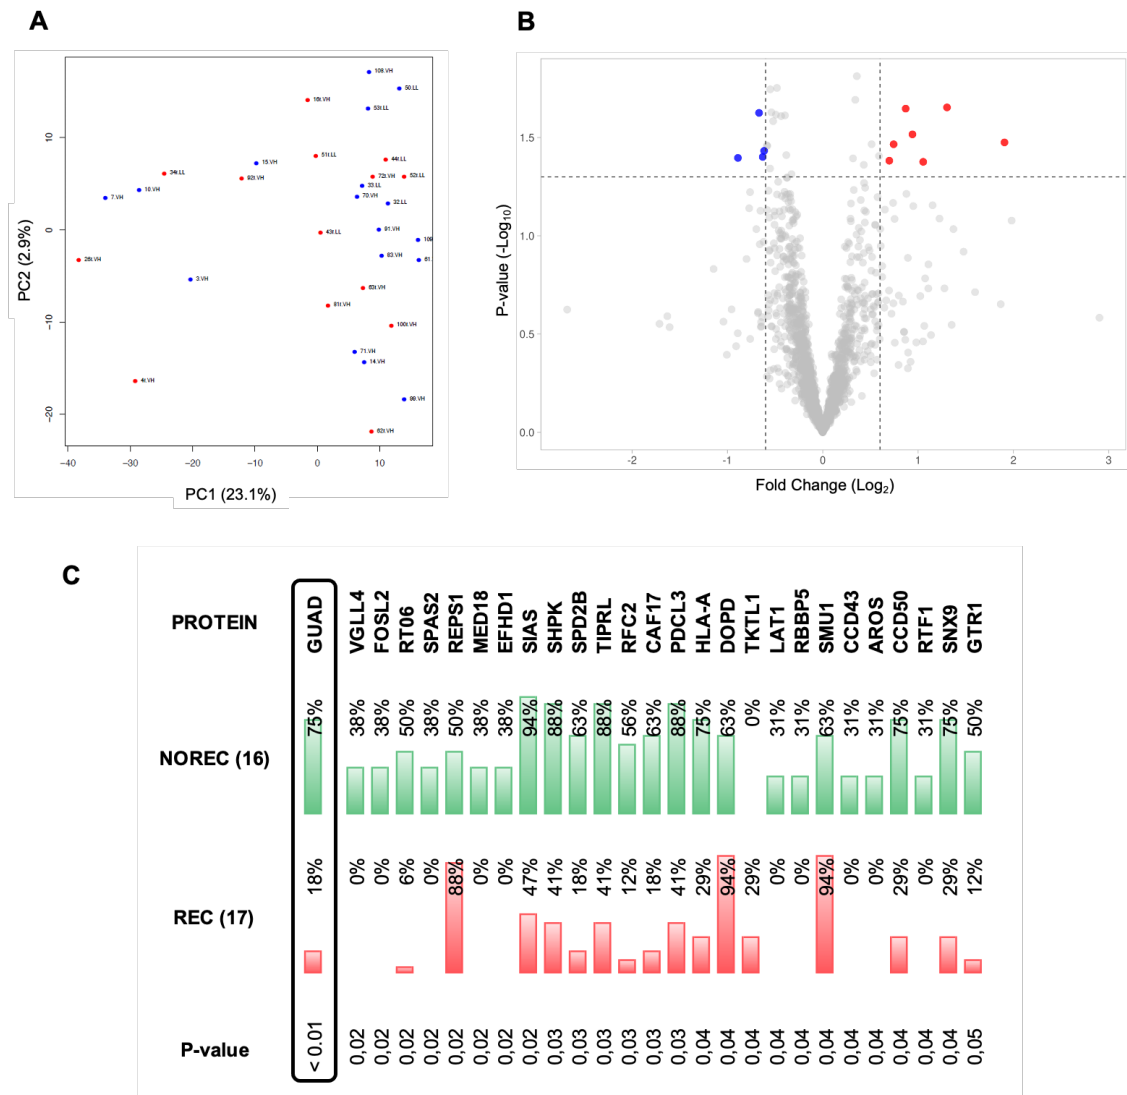 A
B
109.VH
50.LL
16t.VH
53t.LL
51t.LL
44t.LL
15.VH
34t.LL
92t.VH
72t.VH
52t.LL
33.LL
10.VH
7.VH
70.VH
32.LL
43t.LL
91.VH
109
26t.VH
83.VH
61.
3.VH
63t.VH
81t.VH
100t.VH
71.VH
14.VH
4t.VH
99.VH
62t.VH
10
0
−10
−20
PC2 (2.9%)
−40 −30 −20 −10 0 10
PC1 (23.1%)
1.5
1.0
0.5
0.0
P-value (-Log10)
-2 -1 0 1 2 3
Fold Change (Log2)
C
PROTEIN GUAD VGLL4 FOSL2 RT06 SPAS2 REPS1 MED18 EFHD1 SIAS SHPK SPD2B TIPRL RFC2 CAF17 PDCL3 HLA-A DOPD TKTL1 LAT1 RBBP5 SMU1 CCD43 AROS CCD50 RTF1 SNX9 GTR1
NOREC (16) 75% 38% 38% 50% 38% 50% 38% 38% 94% 88% 63% 88% 56% 63% 88% 75% 63% 0% 31% 31% 63% 31% 31% 75% 31% 75% 50%
REC (17) 18% 0% 0% 6% 0% 88% 0% 0% 47% 41% 18% 41% 12% 18% 41% 29% 94% 29% 0% 0% 94% 0% 0% 29% 0% 29% 12%
P-value < 0.01 0,02 0,02 0,02 0,02 0,02 0,02 0,02 0,02 0,03 0,03 0,03 0,03 0,03 0,03 0,04 0,04 0,04 0,04 0,04 0,04 0,04 0,04 0,04 0,04 0,04 0,05